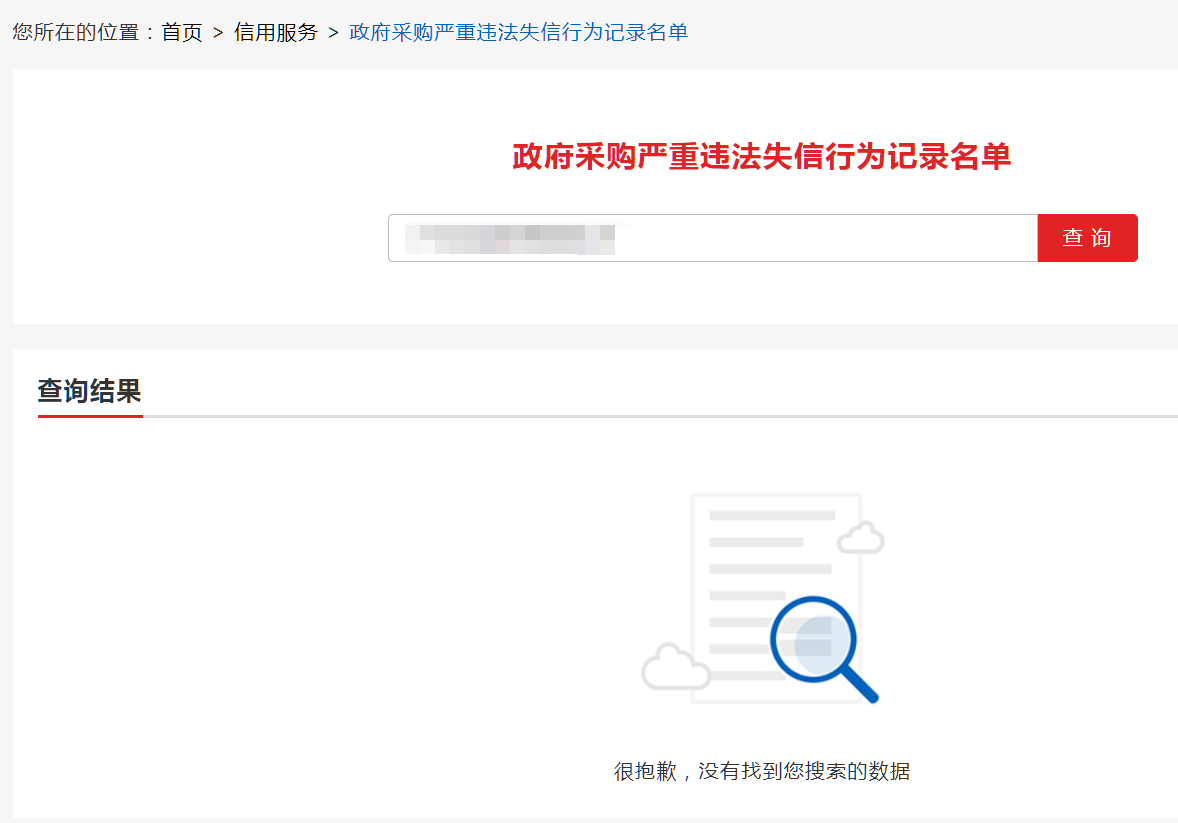 您所在的位置：首页 > 信用服务 > 政府采购严重违法失信行为记录名单
政府采购严重违法失信行为记录名单
查 询
查询结果
很抱歉，没有找到您搜索的数据